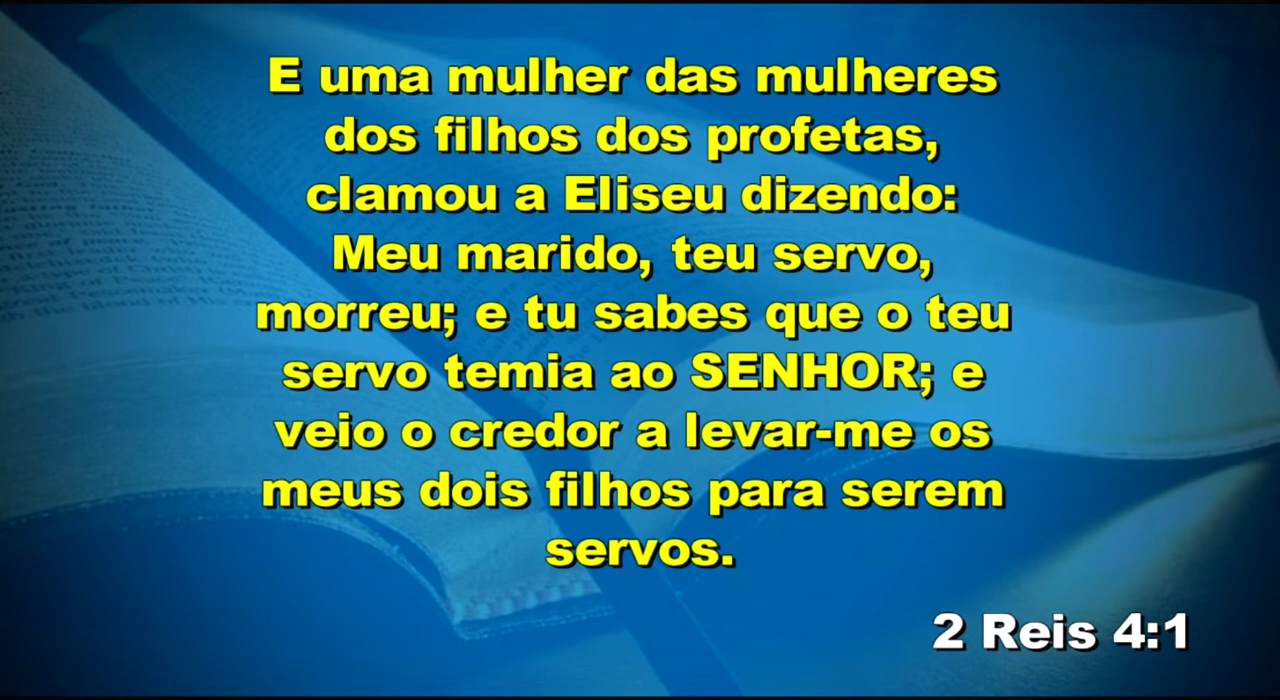 E uma mulher das mulheres
dos filhos dos profetas,
clamou a Eliseu dizendo:
Meu marido, teu servo,
morreu; e tu sabes que o teu
servo temia ao SENHOR; e
veio o credor a levar-me os
meus dois filhos para serem
servos.
2 Reis 4:1